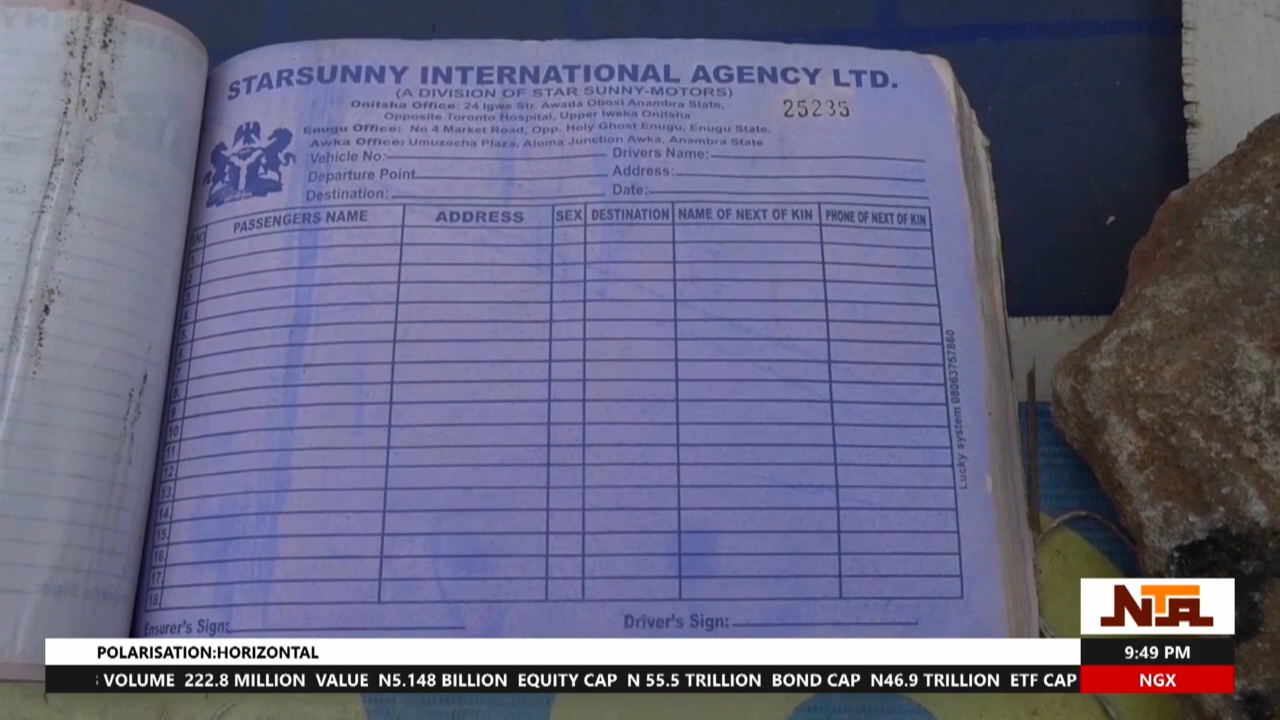 STARSUNNY INTERNATIONAL AGENCY LTD.
(A DIVISION OF STAR SUNNY-MOTORS)
Onitsha Office: 24 Igwe Str. Awada Obosi Anambra State,
Opposite Toronto Hospital, Upper Iweka Onitsha
25235
Enugu Office: No 4 Market Road, Opp. Holy Ghost Enugu, Enugu State.
Awka Office: Umuzocha Plaza, Aloma Junction Awka, Anambra State
Vehicle No: Drivers Name:
Departure Point Address:
Destination: Date:
PASSENGERS NAME ADDRESS SEX DESTINATION NAME OF NEXT OF KIN PHONE OF NEXT OF KIN
1
2
3
4
5
6
7
8
9
10
11
12
13
14
15
16
17
18
Lucky system 08063757860
Ensurer's Sign: Driver's Sign:
NTA
POLARISATION:HORIZONTAL 9:49 PM
VOLUME 222.8 MILLION VALUE N5.148 BILLION EQUITY CAP N 55.5 TRILLION BOND CAP N46.9 TRILLION ETF CAP NGX